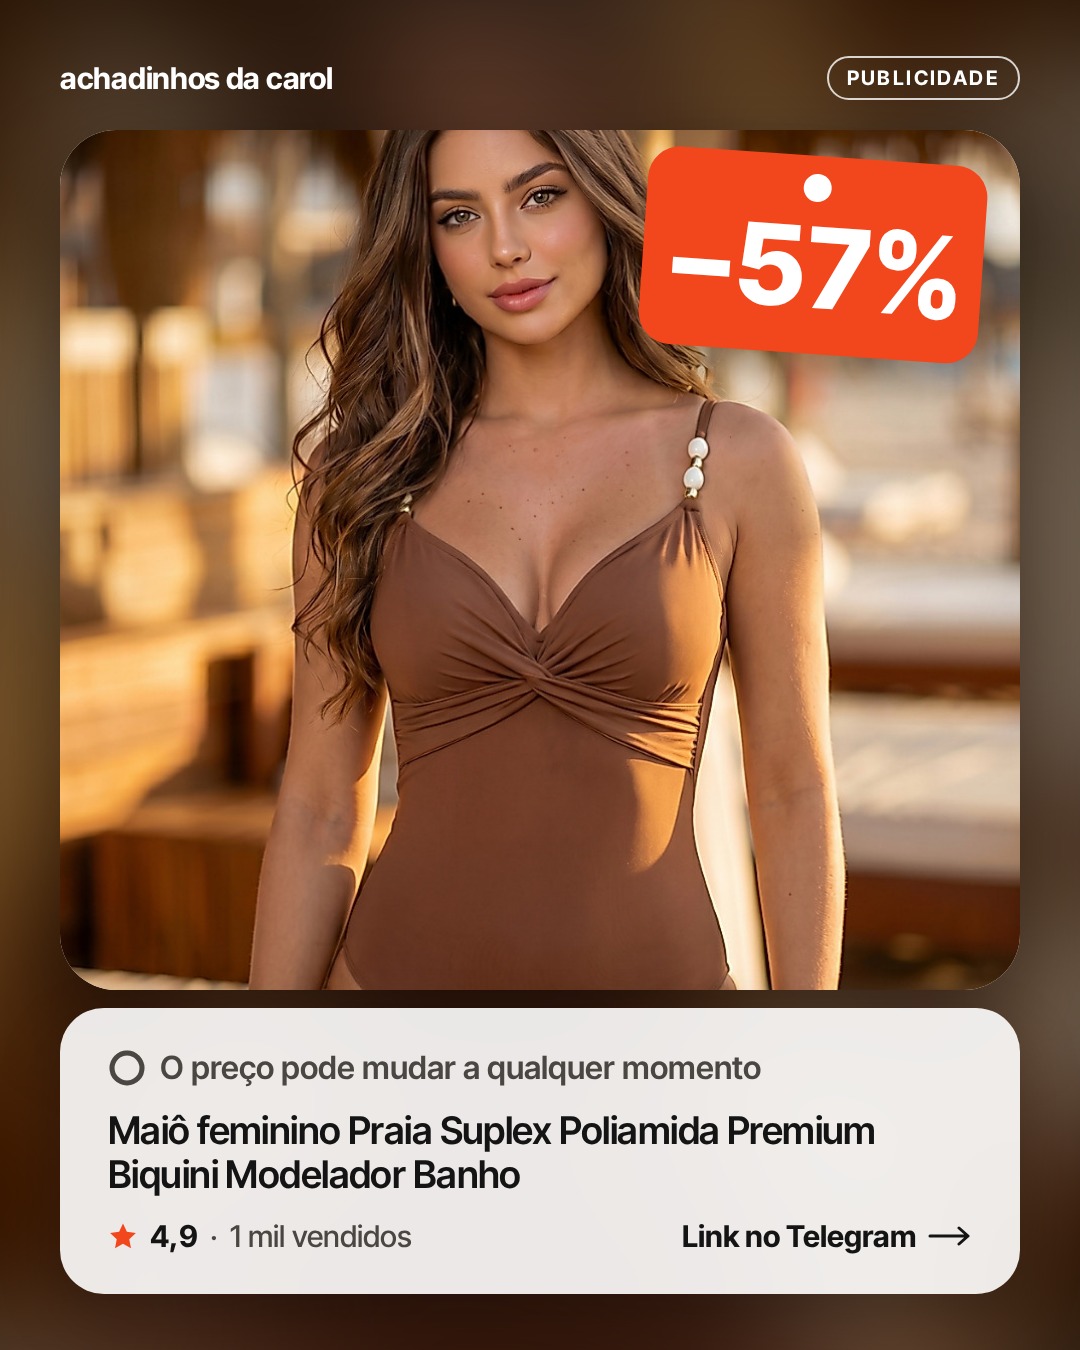 achadinhos da carol
PUBLICIDADE
–57%
O preço pode mudar a qualquer momento
Maiô feminino Praia Suplex Poliamida Premium
Biquini Modelador Banho
4,9 · 1 mil vendidos
Link no Telegram →